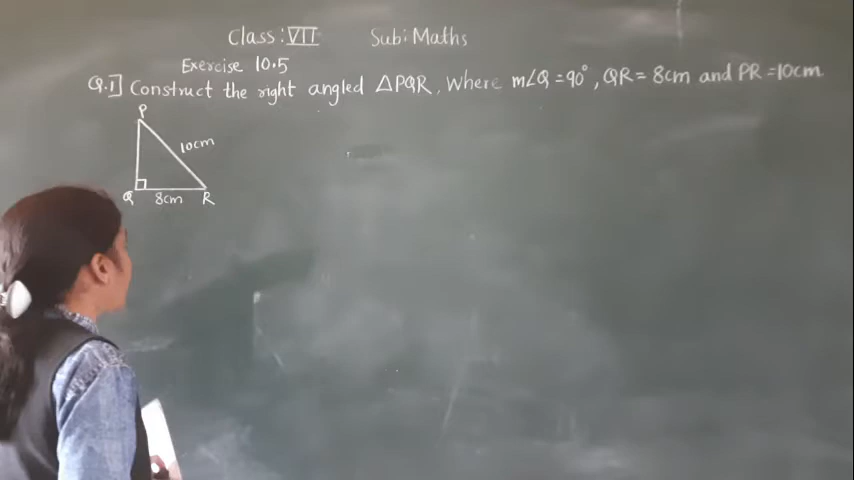 Class : VII Sub: Maths
Exercise 10.5
Q.1] Construct the right angled △PQR, Where m∠Q = 90°, QR = 8cm and PR = 10cm.
P
10cm
Q 8cm R